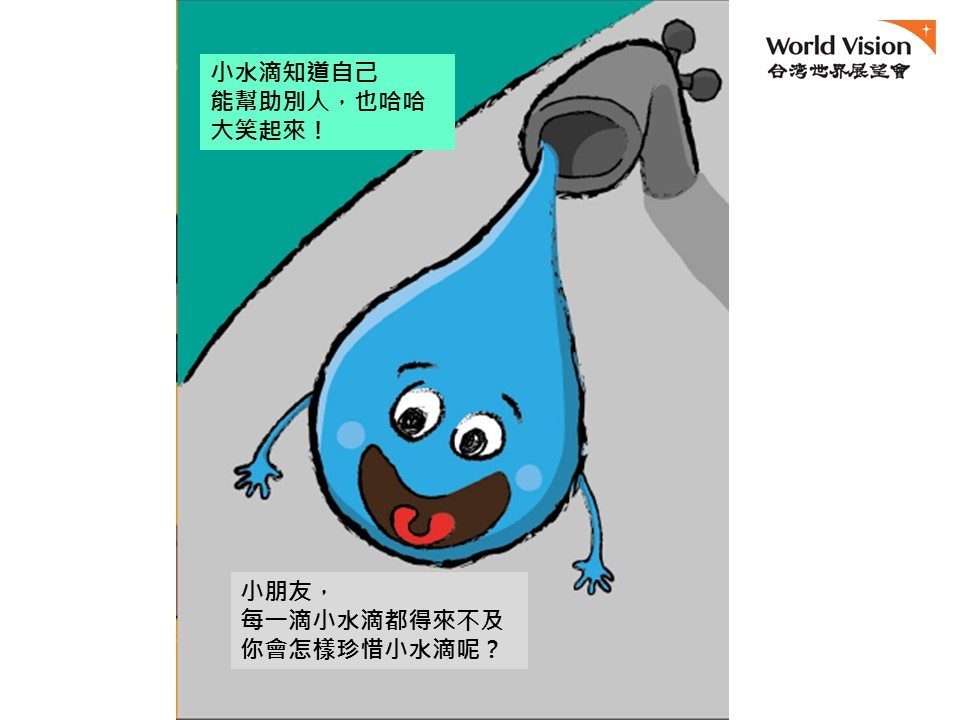 小水滴知道自己
能幫助別人，也哈哈
大笑起來！
World Vision
台灣世界展望會
小朋友，
每一滴小水滴都得來不及
你會怎樣珍惜小水滴呢？